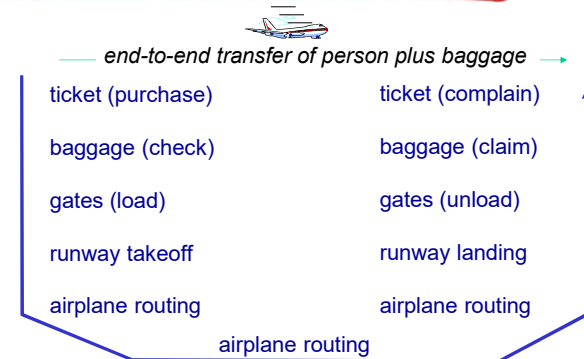 end-to-end transfer of person plus baggage
ticket (purchase)
ticket (complain)
baggage (check)
baggage (claim)
gates (load)
gates (unload)
runway takeoff
runway landing
airplane routing
airplane routing
airplane routing